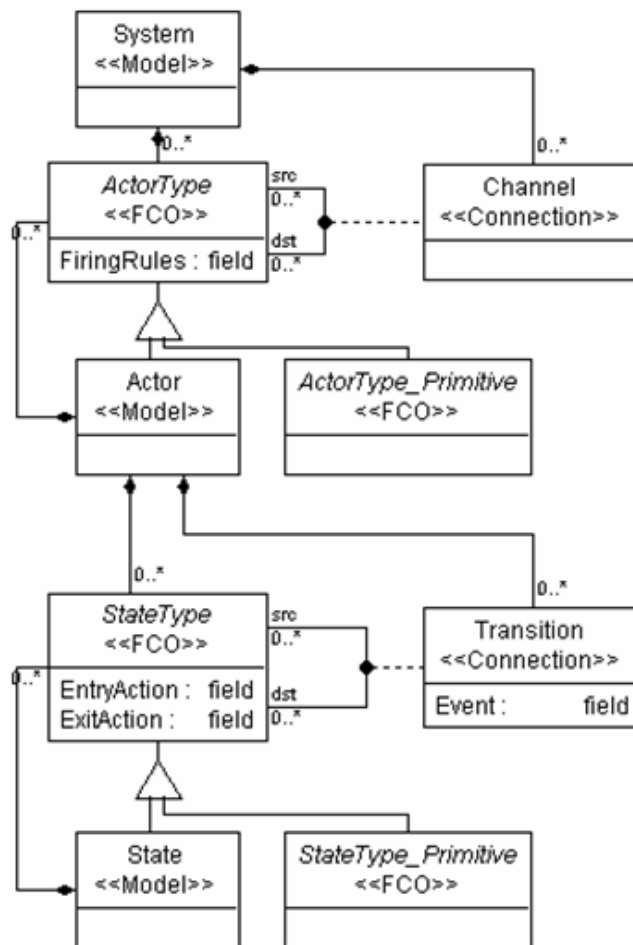 System
<<Model>>
0..*
0..*
ActorType
<<FCO>>
FiringRules : field
src
0..*
dst
0..*
0..*
Channel
<<Connection>>
Actor
<<Model>>
ActorType_Primitive
<<FCO>>
0..*
0..*
StateType
<<FCO>>
EntryAction : field
ExitAction : field
src
0..*
dst
0..*
0..*
Transition
<<Connection>>
Event : field
State
<<Model>>
StateType_Primitive
<<FCO>>